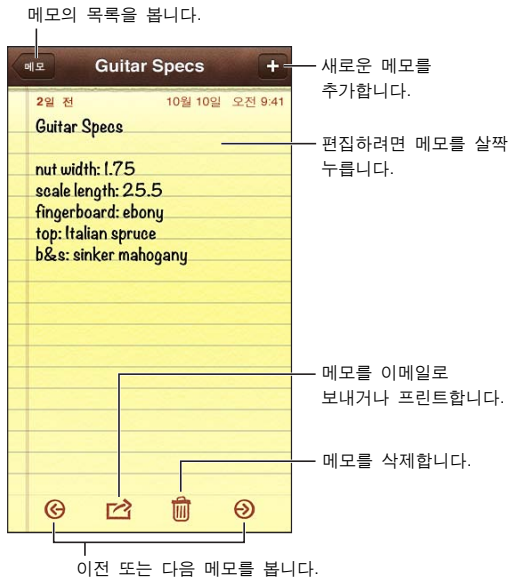 메모의 목록을 봅니다.
메모
Guitar Specs
새로운 메모를
추가합니다.
2일 전
10월 10일 오전 9:41
Guitar Specs
편집하려면 메모를 살짝
누릅니다.
nut width: 1.75
scale length: 25.5
fingerboard: ebony
top: Italian spruce
b&s: sinker mahogany
메모를 이메일로
보내거나 프린트합니다.
메모를 삭제합니다.
이전 또는 다음 메모를 봅니다.